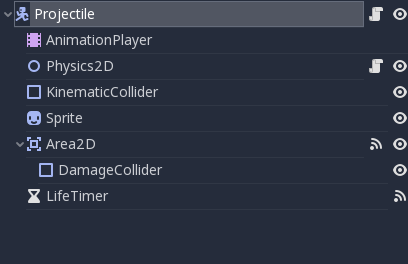 Projectile
AnimationPlayer
Physics2D
KinematicCollider
Sprite
Area2D
DamageCollider
LifeTimer